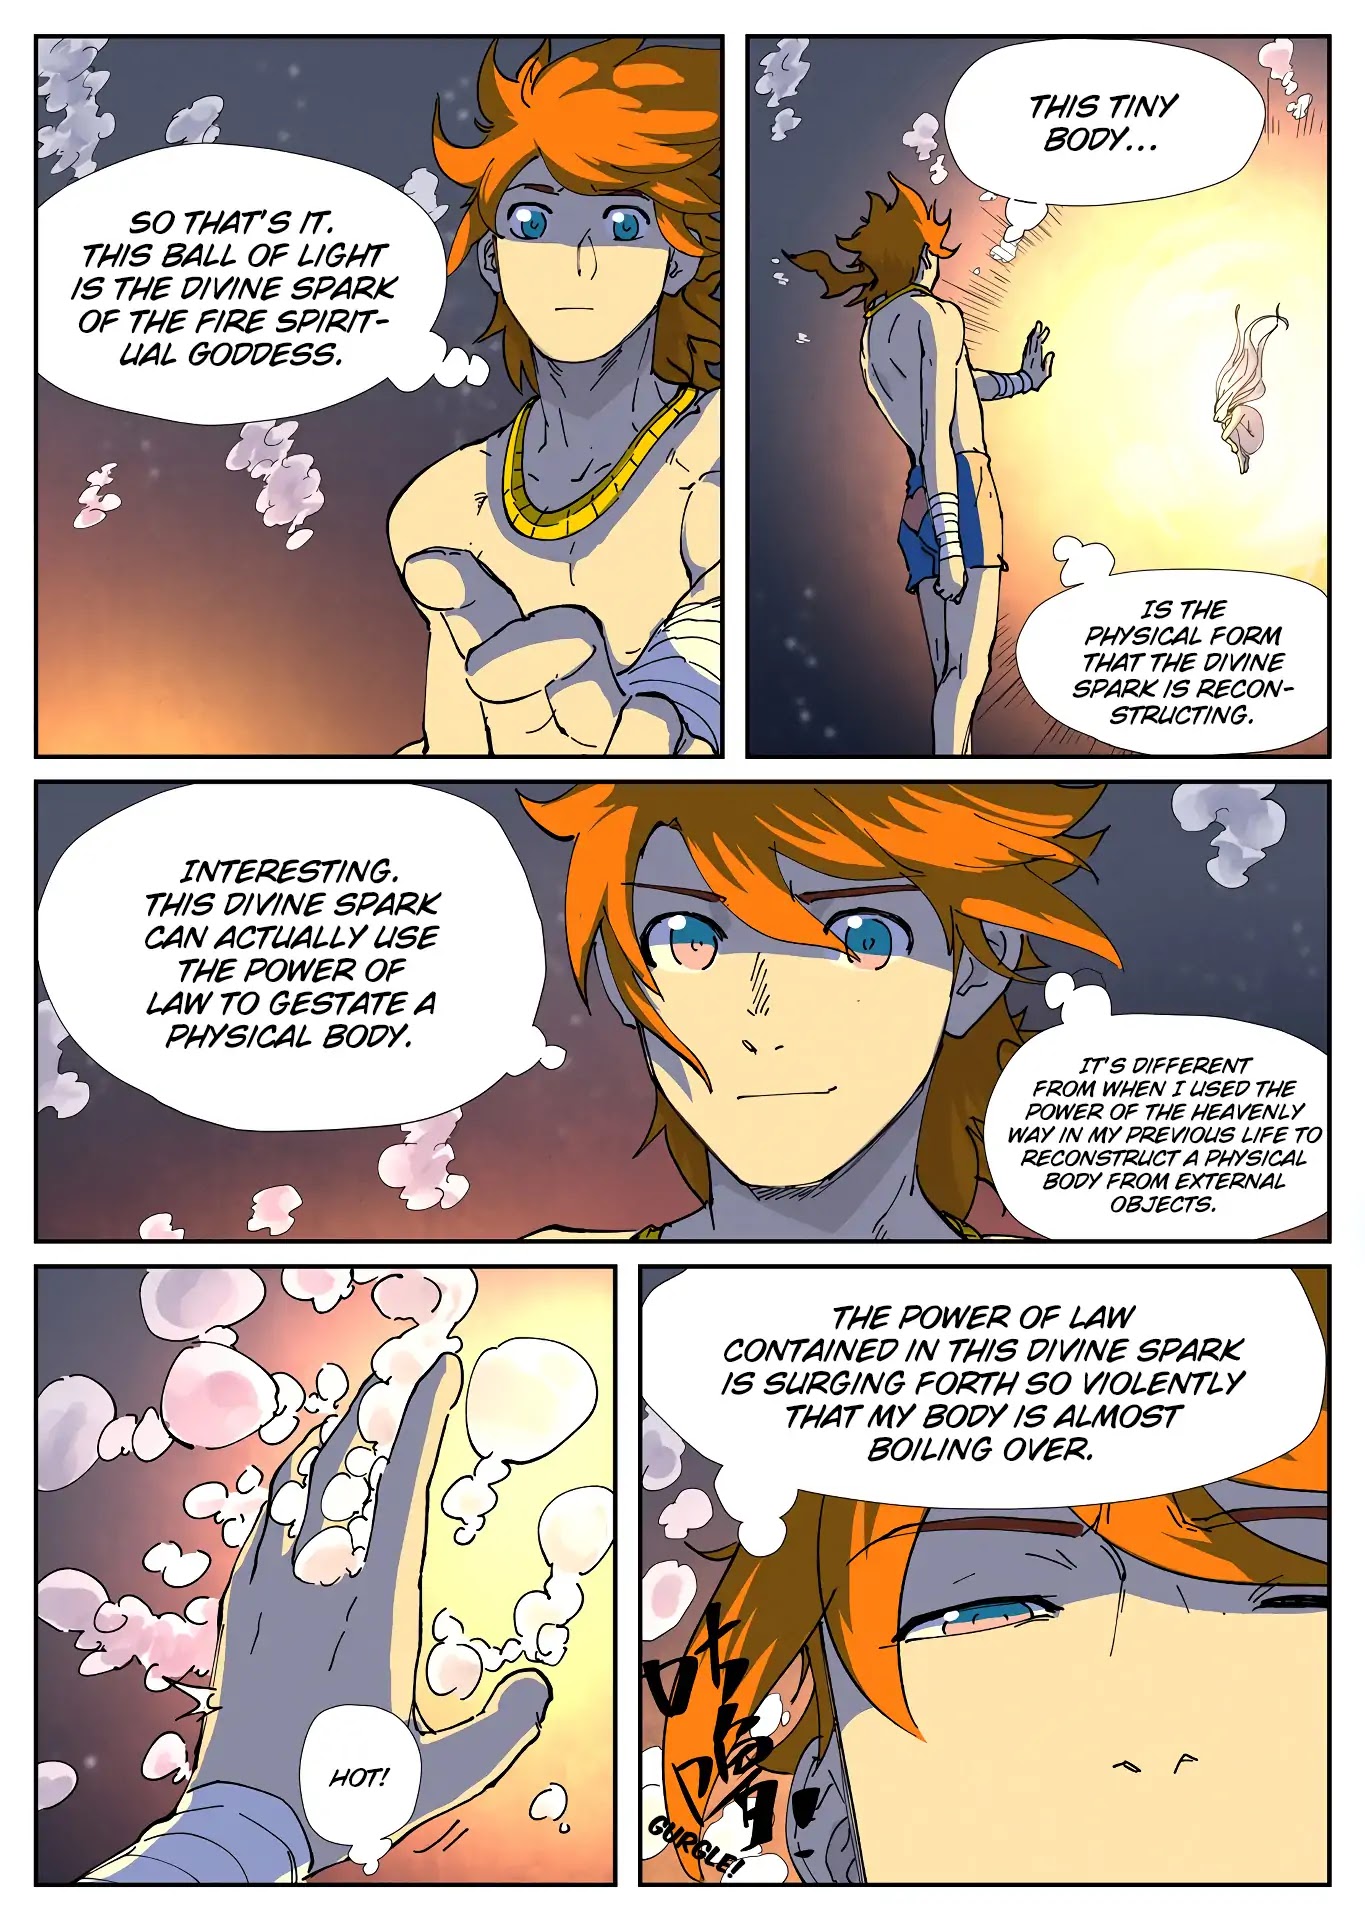 SO THAT'S IT.
THIS BALL OF LIGHT
IS THE DIVINE SPARK
OF THE FIRE SPIRIT-
UAL GODDESS.
THIS TINY
BODY...
IS THE
PHYSICAL FORM
THAT THE DIVINE
SPARK IS RECON-
STRUCTING.
INTERESTING.
THIS DIVINE SPARK
CAN ACTUALLY USE
THE POWER OF
LAW TO GESTATE A
PHYSICAL BODY.
IT'S DIFFERENT
FROM WHEN I USED THE
POWER OF THE HEAVENLY
WAY IN MY PREVIOUS LIFE TO
RECONSTRUCT A PHYSICAL
BODY FROM EXTERNAL
OBJECTS.
HOT!
THE POWER OF LAW
CONTAINED IN THIS DIVINE SPARK
IS SURGING FORTH SO VIOLENTLY
THAT MY BODY IS ALMOST
BOILING OVER.
咕噜!
GURGLE!